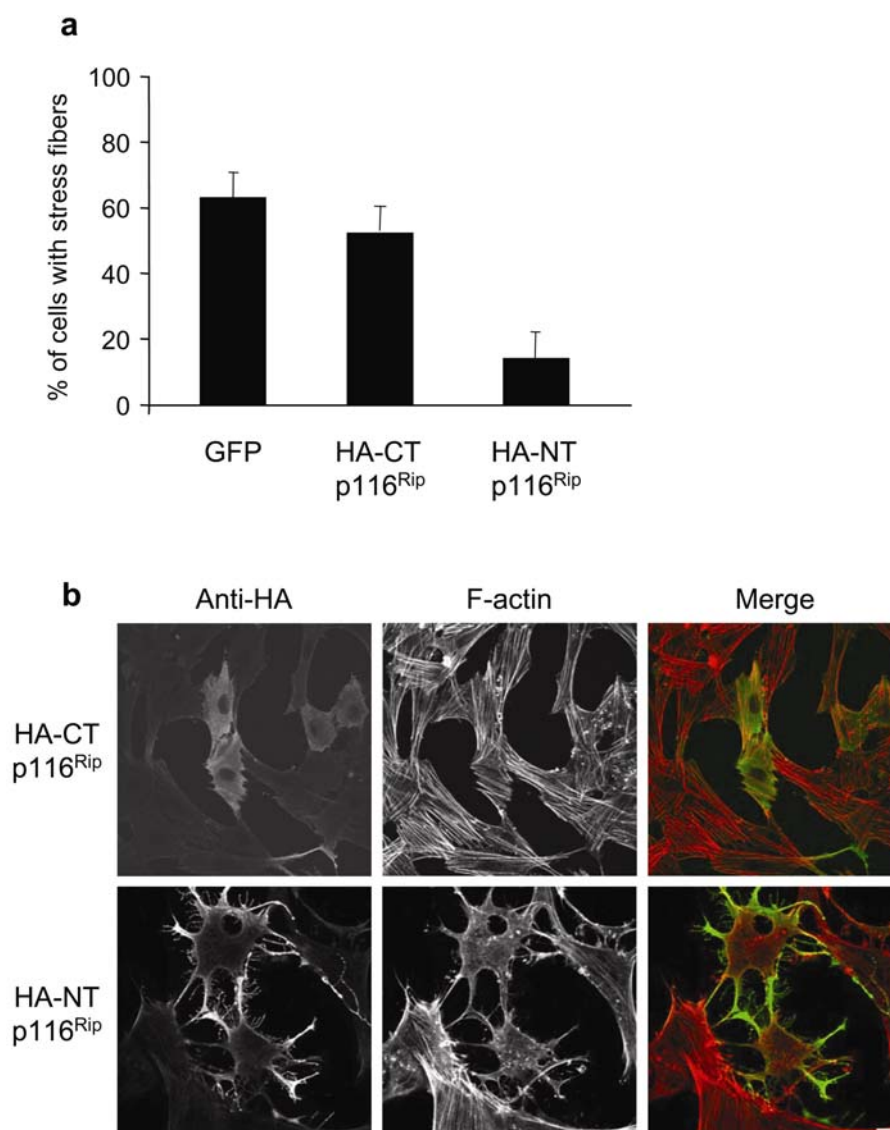 a
% of cells with stress fibers
100
80
60
40
20
0
GFP
HA-CT
p116Rip
HA-NT
p116Rip
b
Anti-HA
F-actin
Merge
HA-CT
p116Rip
HA-NT
p116Rip